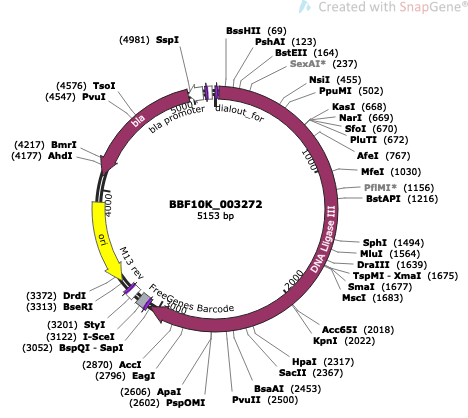 Created with SnapGene®
(4981) SspI
BssHII (69)
PshAI (123)
BstEII (164)
SexAI* (237)
NsiI (455)
PpuMI (502)
KasI (668)
NarI (669)
SfoI (670)
PluTI (672)
AfeI (767)
MfeI (1030)
PflMI* (1156)
BstAPI (1216)
SphI (1494)
MluI (1564)
DraIII (1639)
TspMI - XmaI (1675)
SmaI (1677)
MscI (1683)
Acc65I (2018)
KpnI (2022)
HpaI (2317)
SacII (2367)
BsaAI (2453)
PvuII (2500)
(2602) PspOMI
(2606) ApaI
(2796) EagI
(2870) AccI
(3052) BspQI - SapI
(3122) I-SceI
(3201) StyI
(3313) BseRI
(3372) DrdI
(4177) AhdI
(4217) BmrI
(4547) PvuI
(4576) TsoI
bla
bla promoter
dialout_for
5000
1000
2000
3000
4000
DNA Lligase III
FreeGenes Barcode
M13 rev
ori
BBF10K_003272
5153 bp